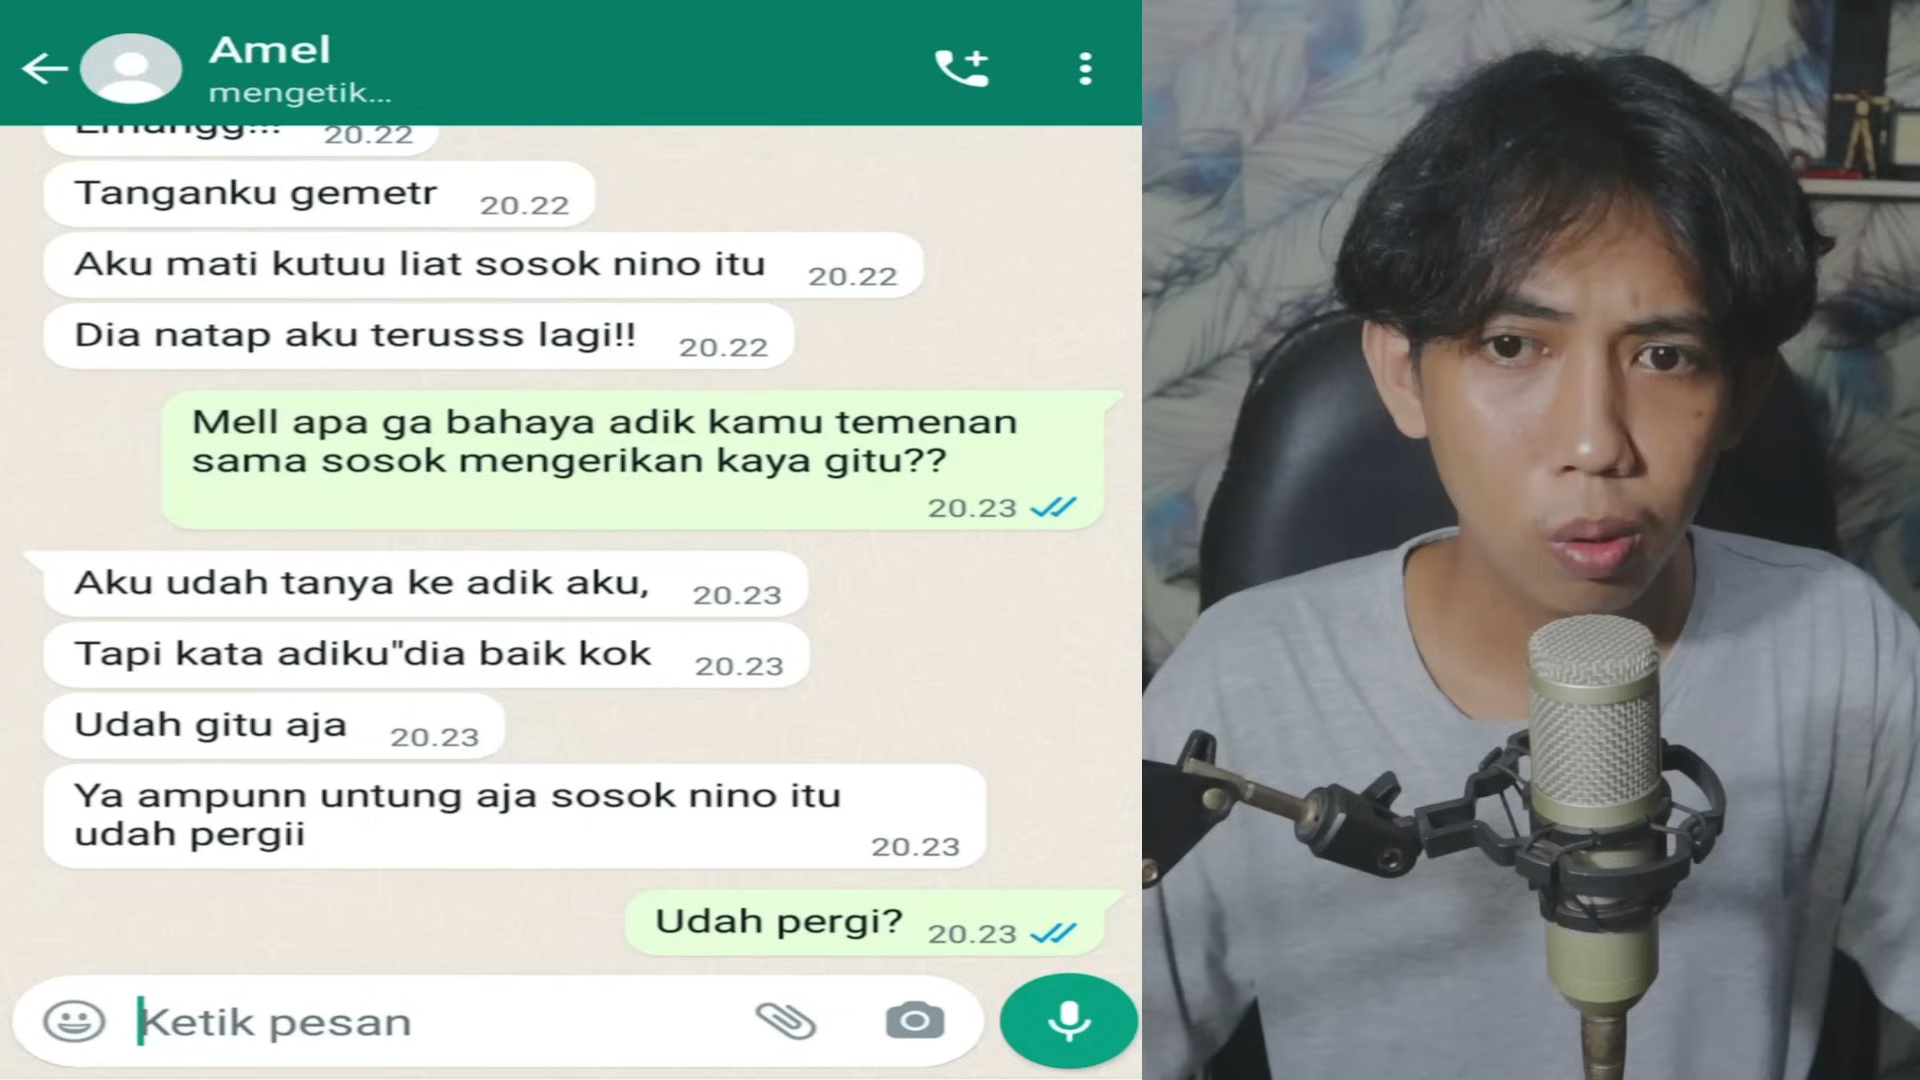 Amel
mengetik...
20.22
Tanganku gemetr 20.22
Aku mati kutuu liat sosok nino itu 20.22
Dia natap aku terusss lagi!! 20.22
Mell apa ga bahaya adik kamu temenan
sama sosok mengerikan kaya gitu??
20.23
Aku udah tanya ke adik aku, 20.23
Tapi kata adiku"dia baik kok 20.23
Udah gitu aja 20.23
Ya ampunn untung aja sosok nino itu
udah pergii
20.23
Udah pergi? 20.23
Ketik pesan